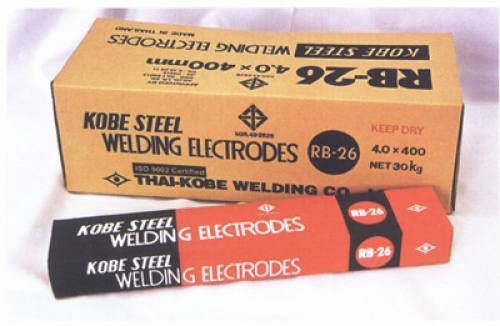 KOBE STEEL
WELDING ELECTRODES
MADE IN THAILAND
RB-26
4.0 × 400mm
KOBE STEEL
WELDING ELECTRODES
RB-26
KEEP DRY
4.0 × 400
NET 30kg
ISO 9002 Certified
THAI-KOBE WELDING CO.
KOBE STEEL
WELDING ELECTRODES
RB-26
KOBE STEEL
WELDING ELECTRODES
RB-26